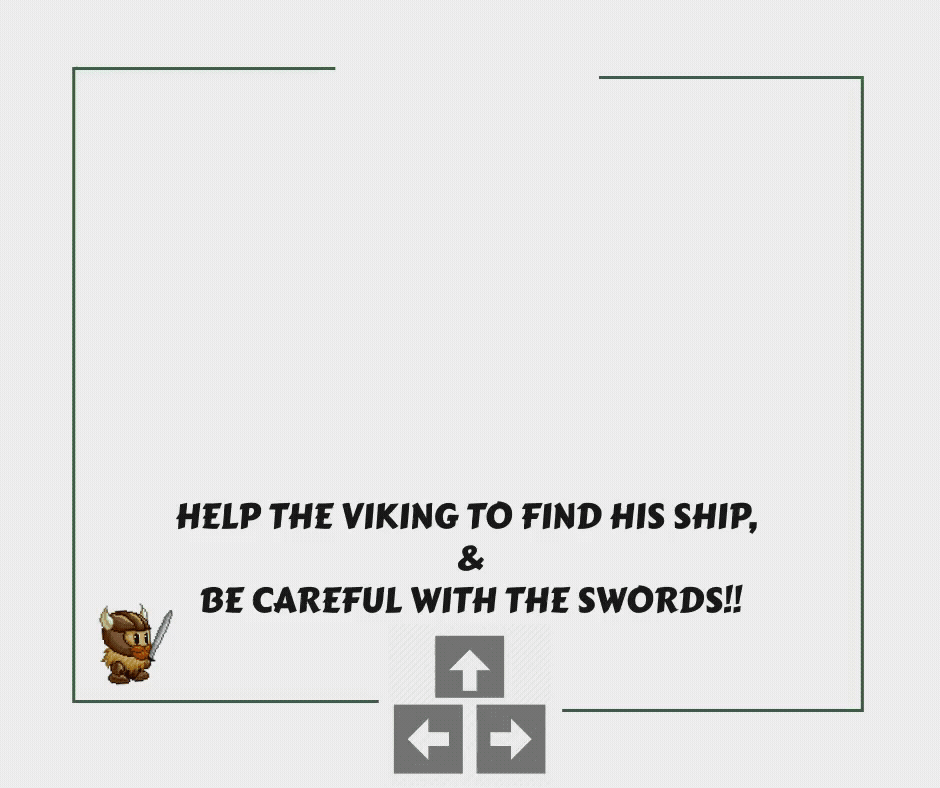 HELP THE VIKING TO FIND HIS SHIP,
&
BE CAREFUL WITH THE SWORDS!!